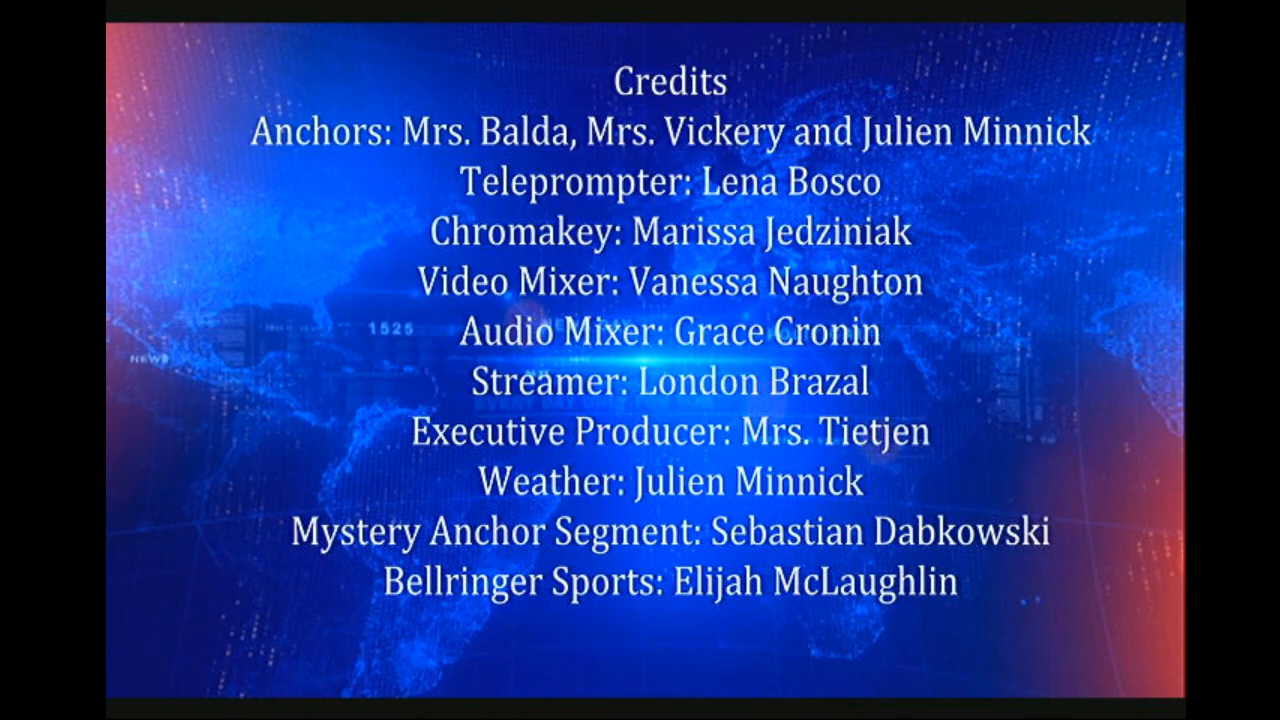 Credits
Anchors: Mrs. Balda, Mrs. Vickery and Julien Minnick
Teleprompter: Lena Bosco
Chromakey: Marissa Jedziniak
Video Mixer: Vanessa Naughton
1525
Audio Mixer: Grace Cronin
NEWS
Streamer: London Brazal
Executive Producer: Mrs. Tietjen
Weather: Julien Minnick
Mystery Anchor Segment: Sebastian Dabkowski
Bellringer Sports: Elijah McLaughlin